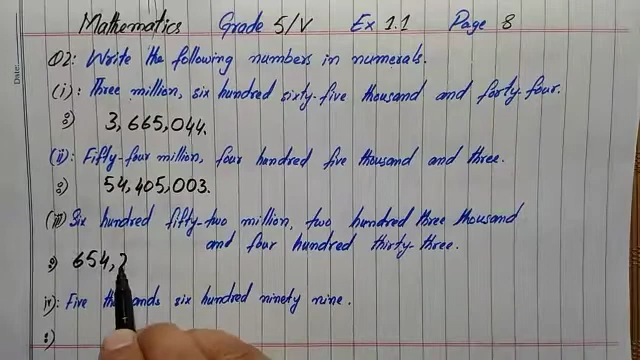 Mathematics Grade 5/V Ex 1.1 Page 8
Date:
Q2: Write the following numbers in numerals.
(i): Three million, six hundred sixty-five thousand and forty-four.
: 3,665,044.
(ii): Fifty-four million, four hundred five thousand and three.
: 54,405,003.
(iii) Six hundred fifty-two million, two hundred three thousand
and four hundred thirty-three.
: 654,2
iv): Five ands six hundred ninety nine.
:)